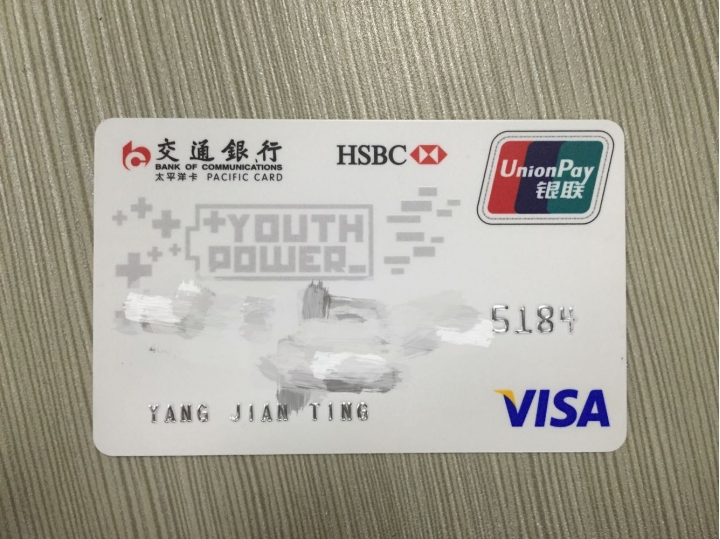 交通銀行
BANK OF COMMUNICATIONS
太平洋卡 PACIFIC CARD
HSBC
UnionPay
银联
+YOUTH
POWER_
5184
YANG JIAN TING
VISA